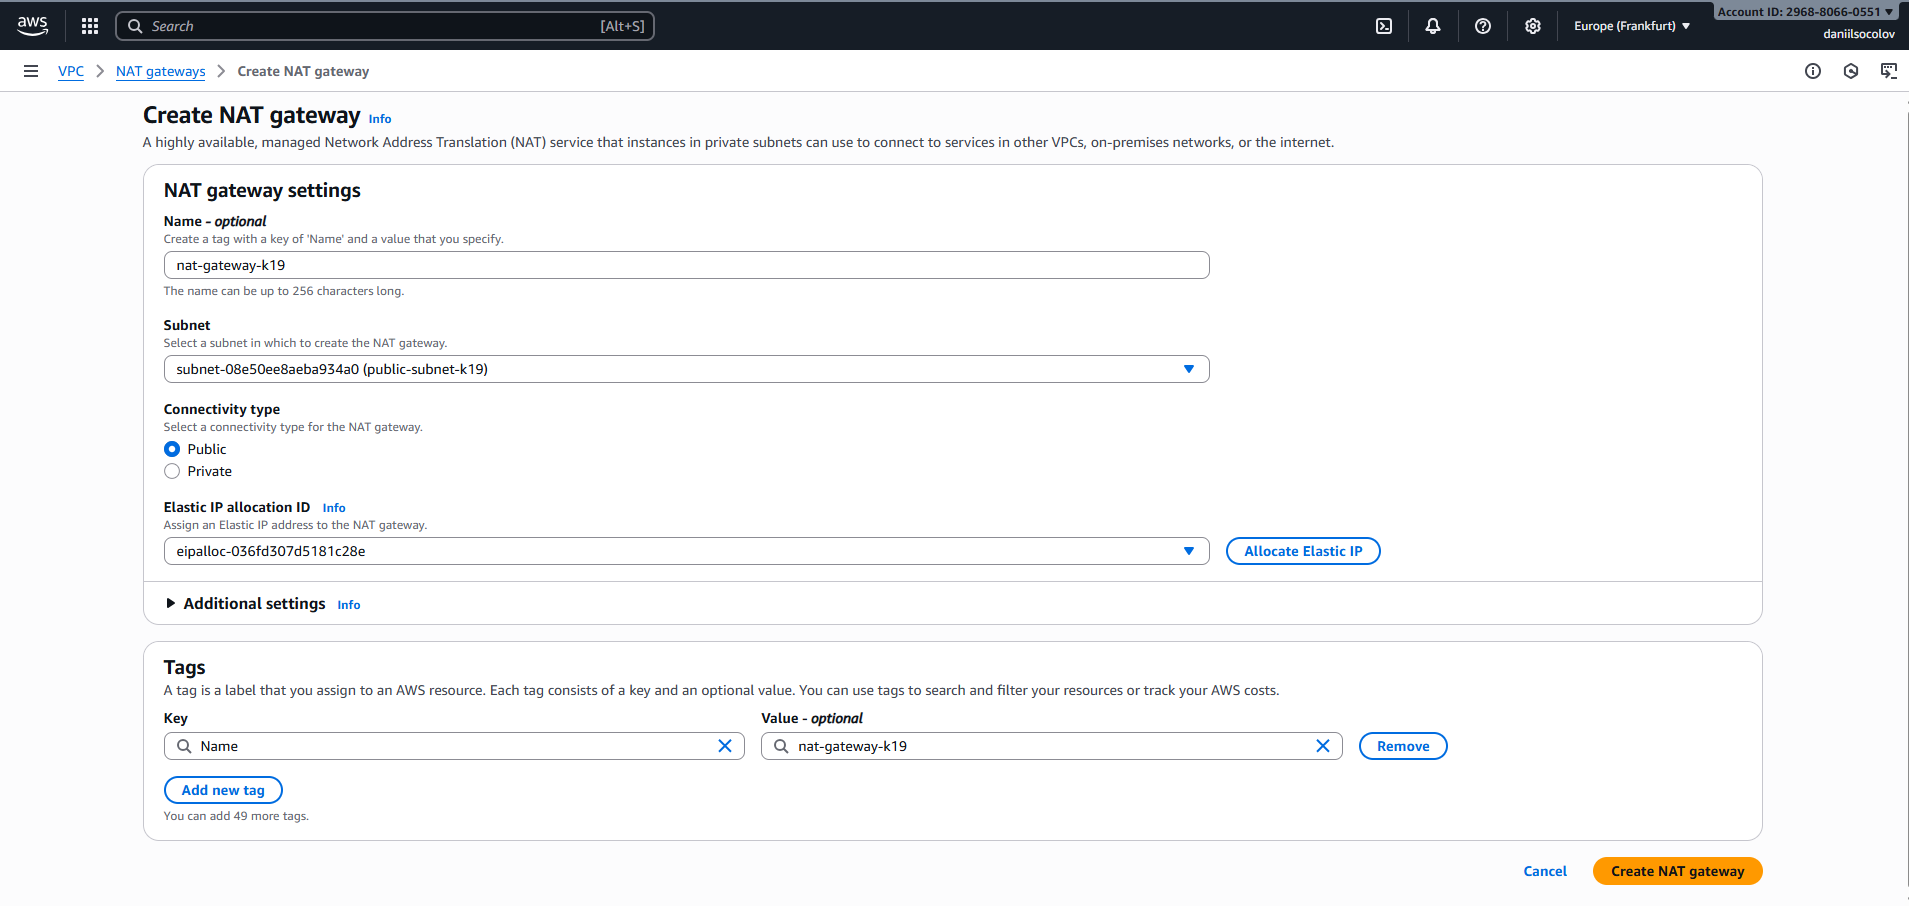 aws
Search [Alt+S]
Europe (Frankfurt)
Account ID: 2968-8066-0551
daniilsocolov
VPC
NAT gateways
Create NAT gateway
Create NAT gateway Info
A highly available, managed Network Address Translation (NAT) service that instances in private subnets can use to connect to services in other VPCs, on-premises networks, or the internet.
NAT gateway settings
Name - optional
Create a tag with a key of 'Name' and a value that you specify.
nat-gateway-k19
The name can be up to 256 characters long.
Subnet
Select a subnet in which to create the NAT gateway.
subnet-08e50ee8aeba934a0 (public-subnet-k19)
Connectivity type
Select a connectivity type for the NAT gateway.
Public
Private
Elastic IP allocation ID Info
Assign an Elastic IP address to the NAT gateway.
eipalloc-036fd307d5181c28e
Allocate Elastic IP
Additional settings Info
Tags
A tag is a label that you assign to an AWS resource. Each tag consists of a key and an optional value. You can use tags to search and filter your resources or track your AWS costs.
Key
Value - optional
Name
nat-gateway-k19
Remove
Add new tag
You can add 49 more tags.
Cancel
Create NAT gateway